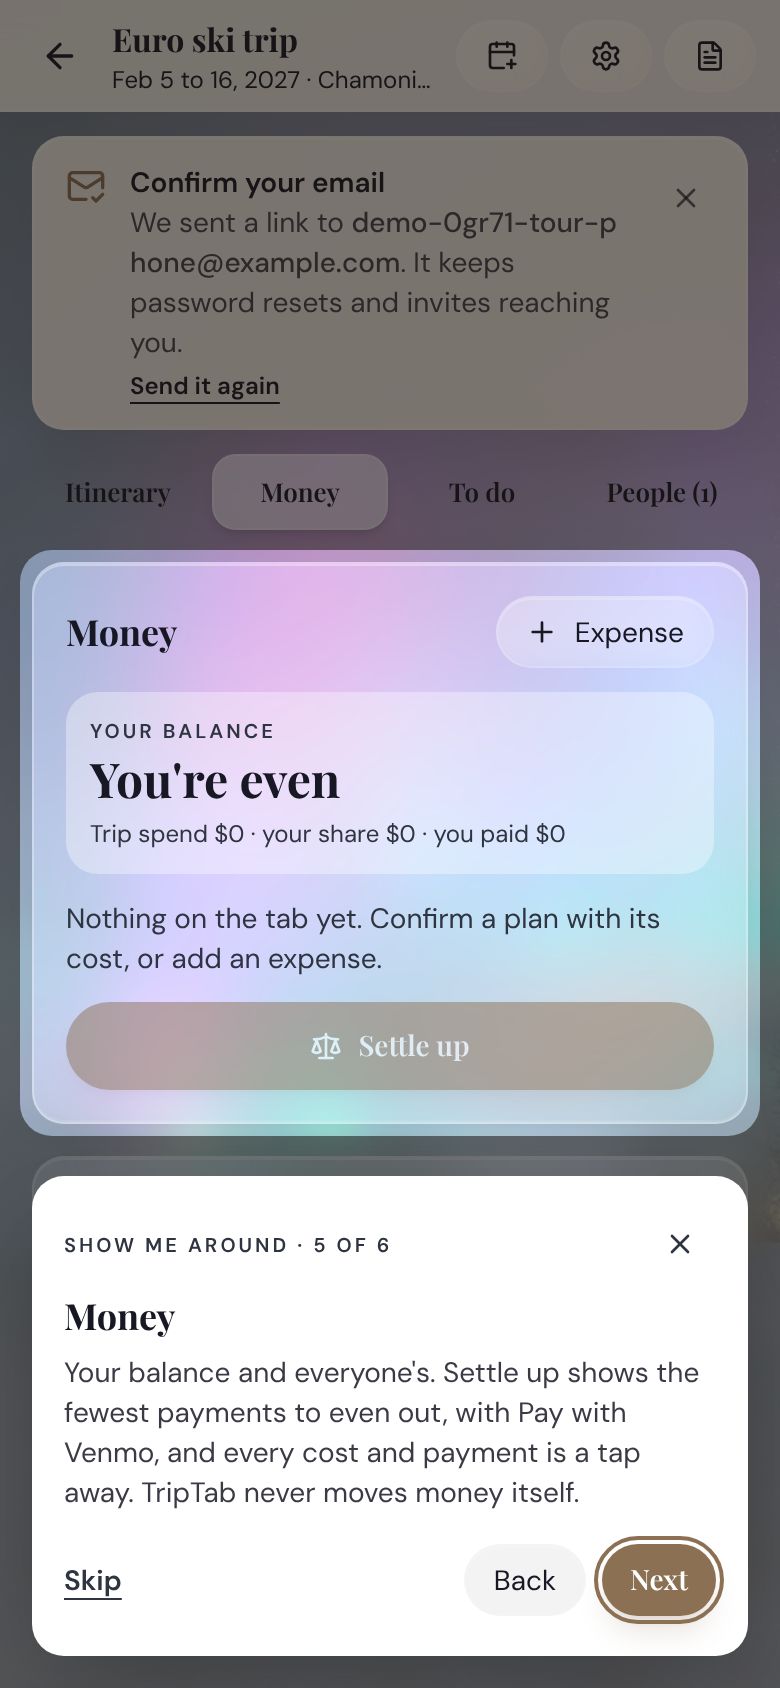 Euro ski trip
Feb 5 to 16, 2027 · Chamoni...
Confirm your email
We sent a link to demo-0gr71-tour-p
hone@example.com. It keeps
password resets and invites reaching
you.
Send it again
Itinerary
Money
To do
People (1)
Money
Expense
YOUR BALANCE
You're even
Trip spend $0 · your share $0 · you paid $0
Nothing on the tab yet. Confirm a plan with its
cost, or add an expense.
Settle up
SHOW ME AROUND · 5 OF 6
Money
Your balance and everyone's. Settle up shows the
fewest payments to even out, with Pay with
Venmo, and every cost and payment is a tap
away. TripTab never moves money itself.
Skip
Back
Next